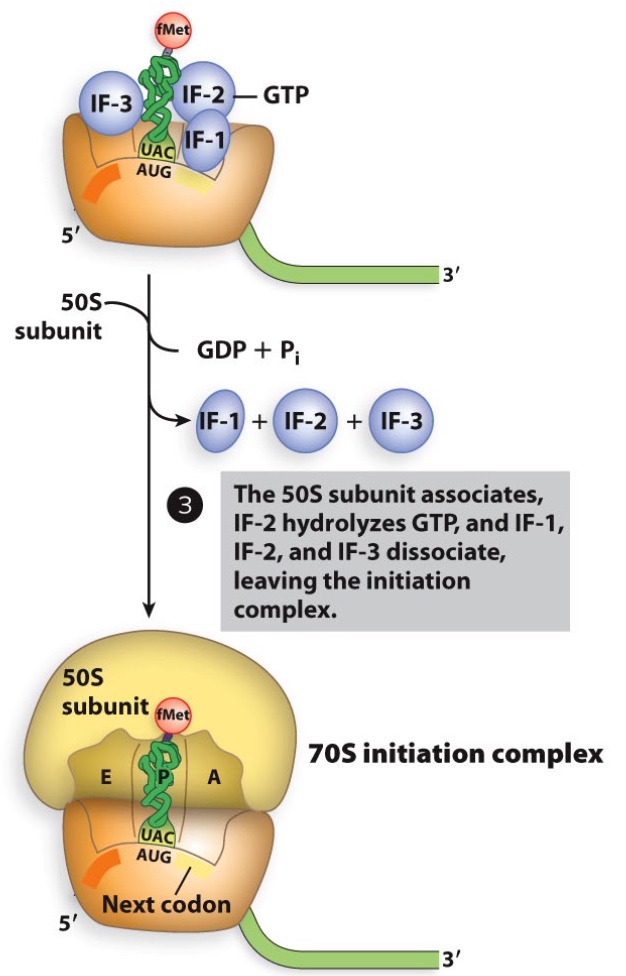 fMet
IF-3
IF-2
GTP
IF-1
UAC
AUG
5′
3′
50S
subunit
GDP + Pi
IF-1 + IF-2 + IF-3
3
The 50S subunit associates,
IF-2 hydrolyzes GTP, and IF-1,
IF-2, and IF-3 dissociate,
leaving the initiation
complex.
50S
subunit
fMet
70S initiation complex
E P A
UAC
AUG
Next codon
5′
3′